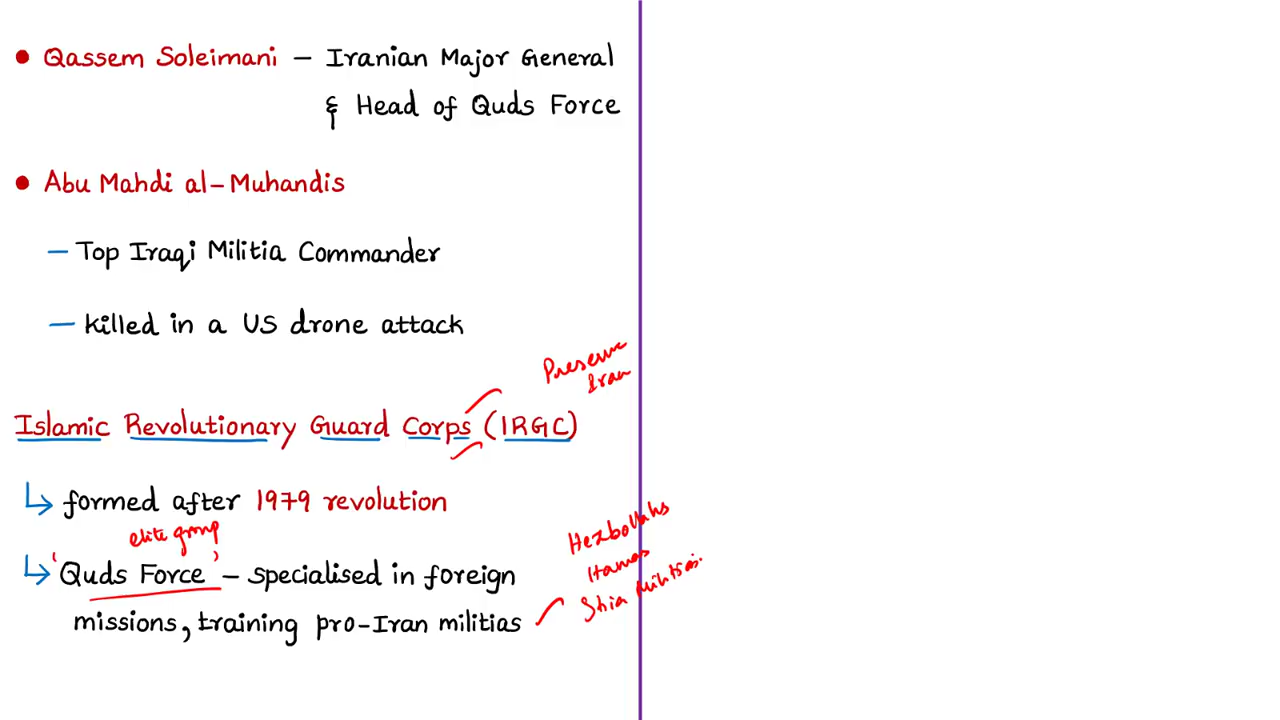 Qassem Soleimani – Iranian Major General
& Head of Quds Force
Abu Mahdi al-Muhandis
– Top Iraqi Militia Commander
– killed in a US drone attack
Preserve
Iran
Islamic Revolutionary Guard Corps (IRGC)
↳ formed after 1979 revolution
elite group
↳ 'Quds Force' – specialised in foreign
missions, training pro-Iran militias
Hezbollahs
Hamas
Shia Militias